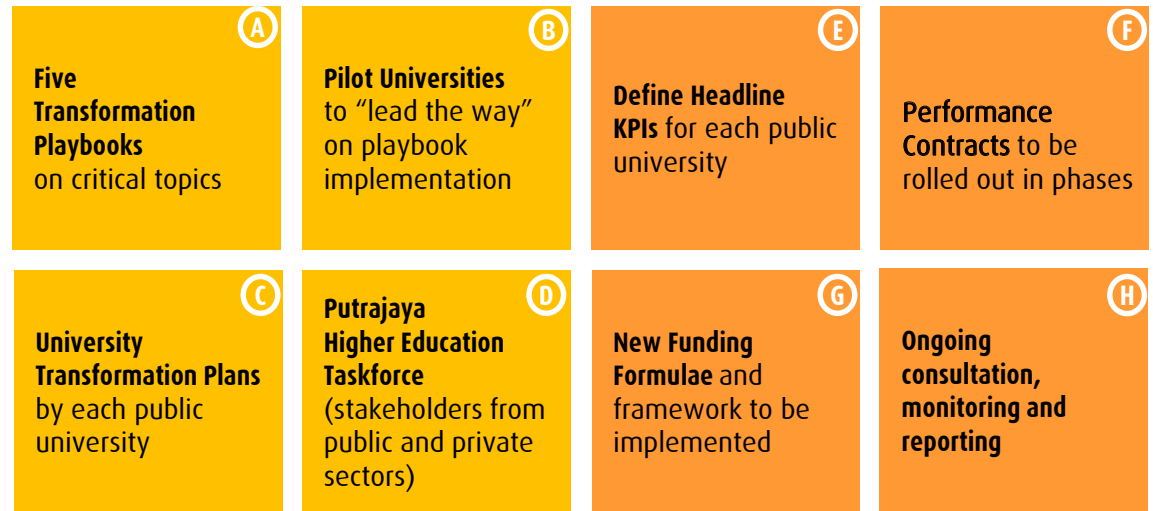 A
Five
Transformation
Playbooks
on critical topics
B
Pilot Universities
to “lead the way”
on playbook
implementation
E
Define Headline
KPIs for each public
university
F
Performance
Contracts to be
rolled out in phases
C
University
Transformation Plans
by each public
university
D
Putrajaya
Higher Education
Taskforce
(stakeholders from
public and private
sectors)
G
New Funding
Formulae and
framework to be
implemented
H
Ongoing
consultation,
monitoring and
reporting